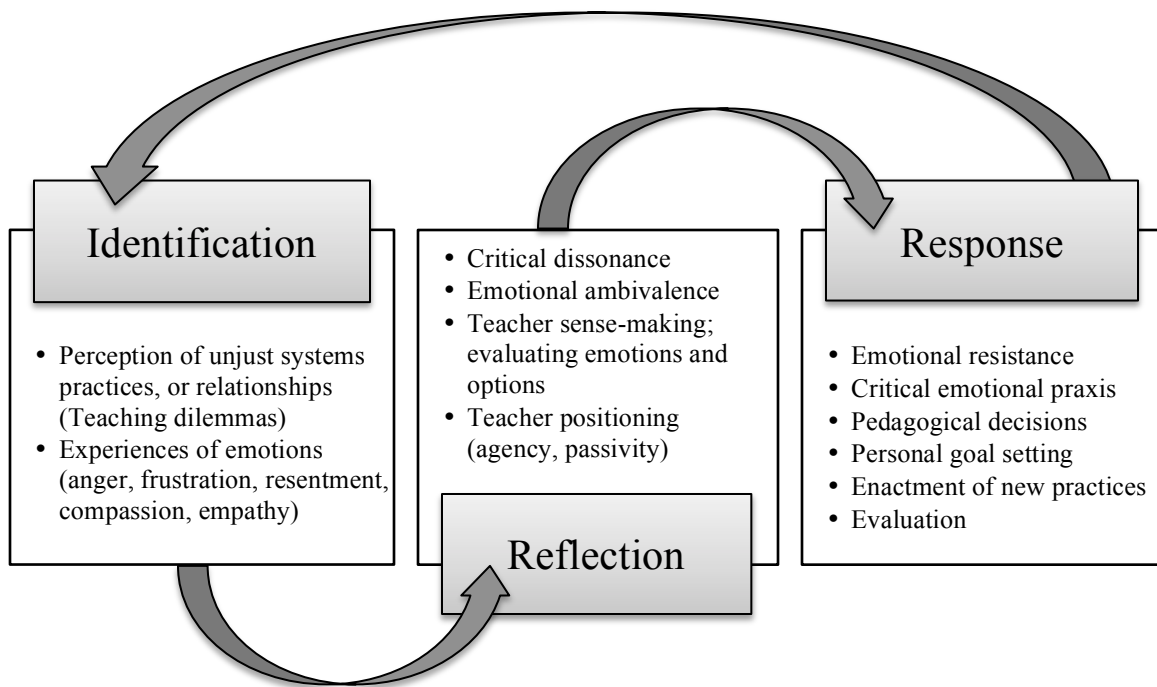 Identification
• Perception of unjust systems
practices, or relationships
(Teaching dilemmas)
• Experiences of emotions
(anger, frustration, resentment,
compassion, empathy)
• Critical dissonance
• Emotional ambivalence
• Teacher sense-making;
evaluating emotions and
options
• Teacher positioning
(agency, passivity)
Reflection
Response
• Emotional resistance
• Critical emotional praxis
• Pedagogical decisions
• Personal goal setting
• Enactment of new practices
• Evaluation